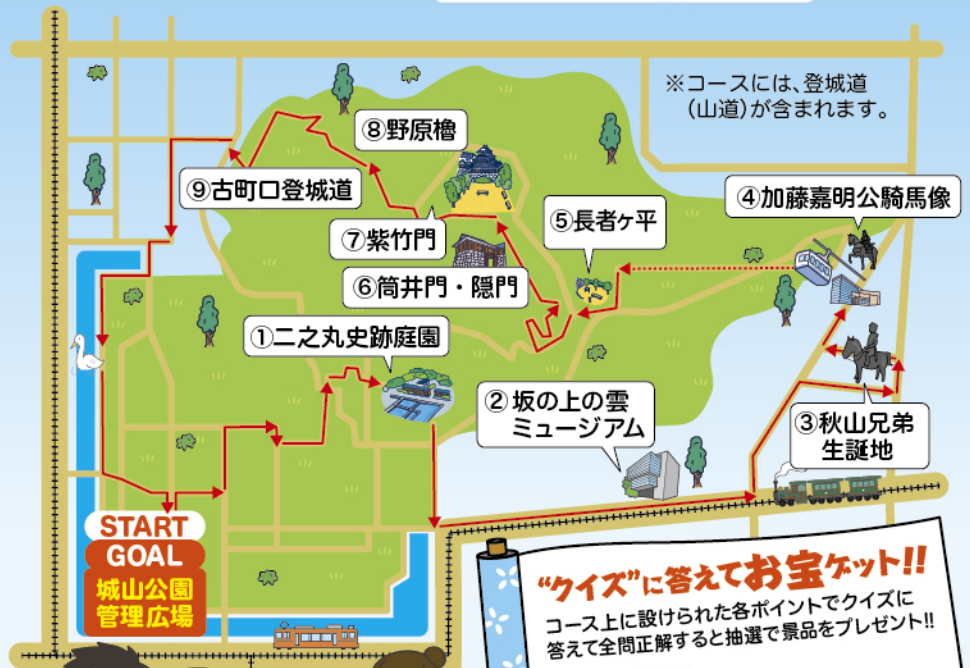 ※コースには、登城道
（山道）が含まれます。
⑧野原櫓
⑨古町口登城道
④加藤嘉明公騎馬像
⑤長者ヶ平
⑦紫竹門
⑥筒井門・隠門
①二之丸史跡庭園
②坂の上の雲
ミュージアム
③秋山兄弟
生誕地
START
GOAL
城山公園
管理広場
“クイズ”に答えてお宝ゲット!!
コース上に設けられた各ポイントでクイズに
答えて全問正解すると抽選で景品をプレゼント!!